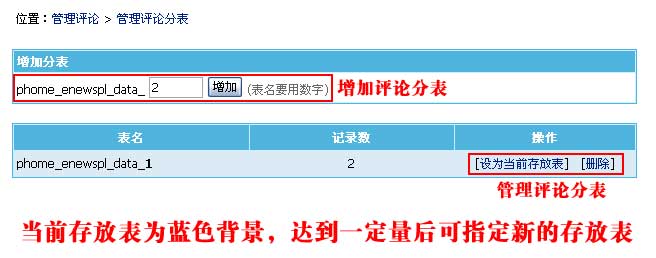 位置：管理评论 > 管理评论分表
增加分表
phome_enewspl_data_ 2 增加 (表名要用数字) 增加评论分表
表名 记录数 操作
phome_enewspl_data_1 2 [设为当前存放表] [删除]
管理评论分表
当前存放表为蓝色背景，达到一定量后可指定新的存放表